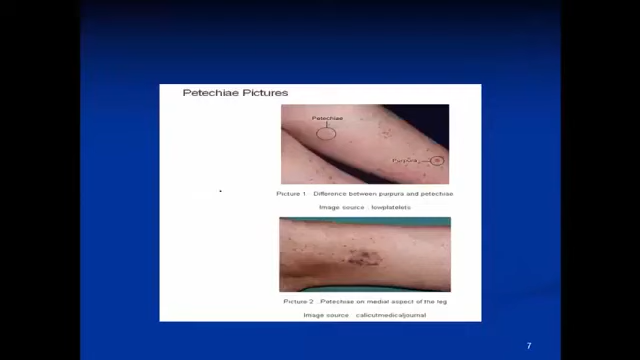 Petechiae Pictures
Petechiae
Purpura
Picture 1 Difference between purpura and petechiae
Image source lowplatelets
Picture 2 Petechiae on medial aspect of the leg
Image source calicutmedicaljournal
7